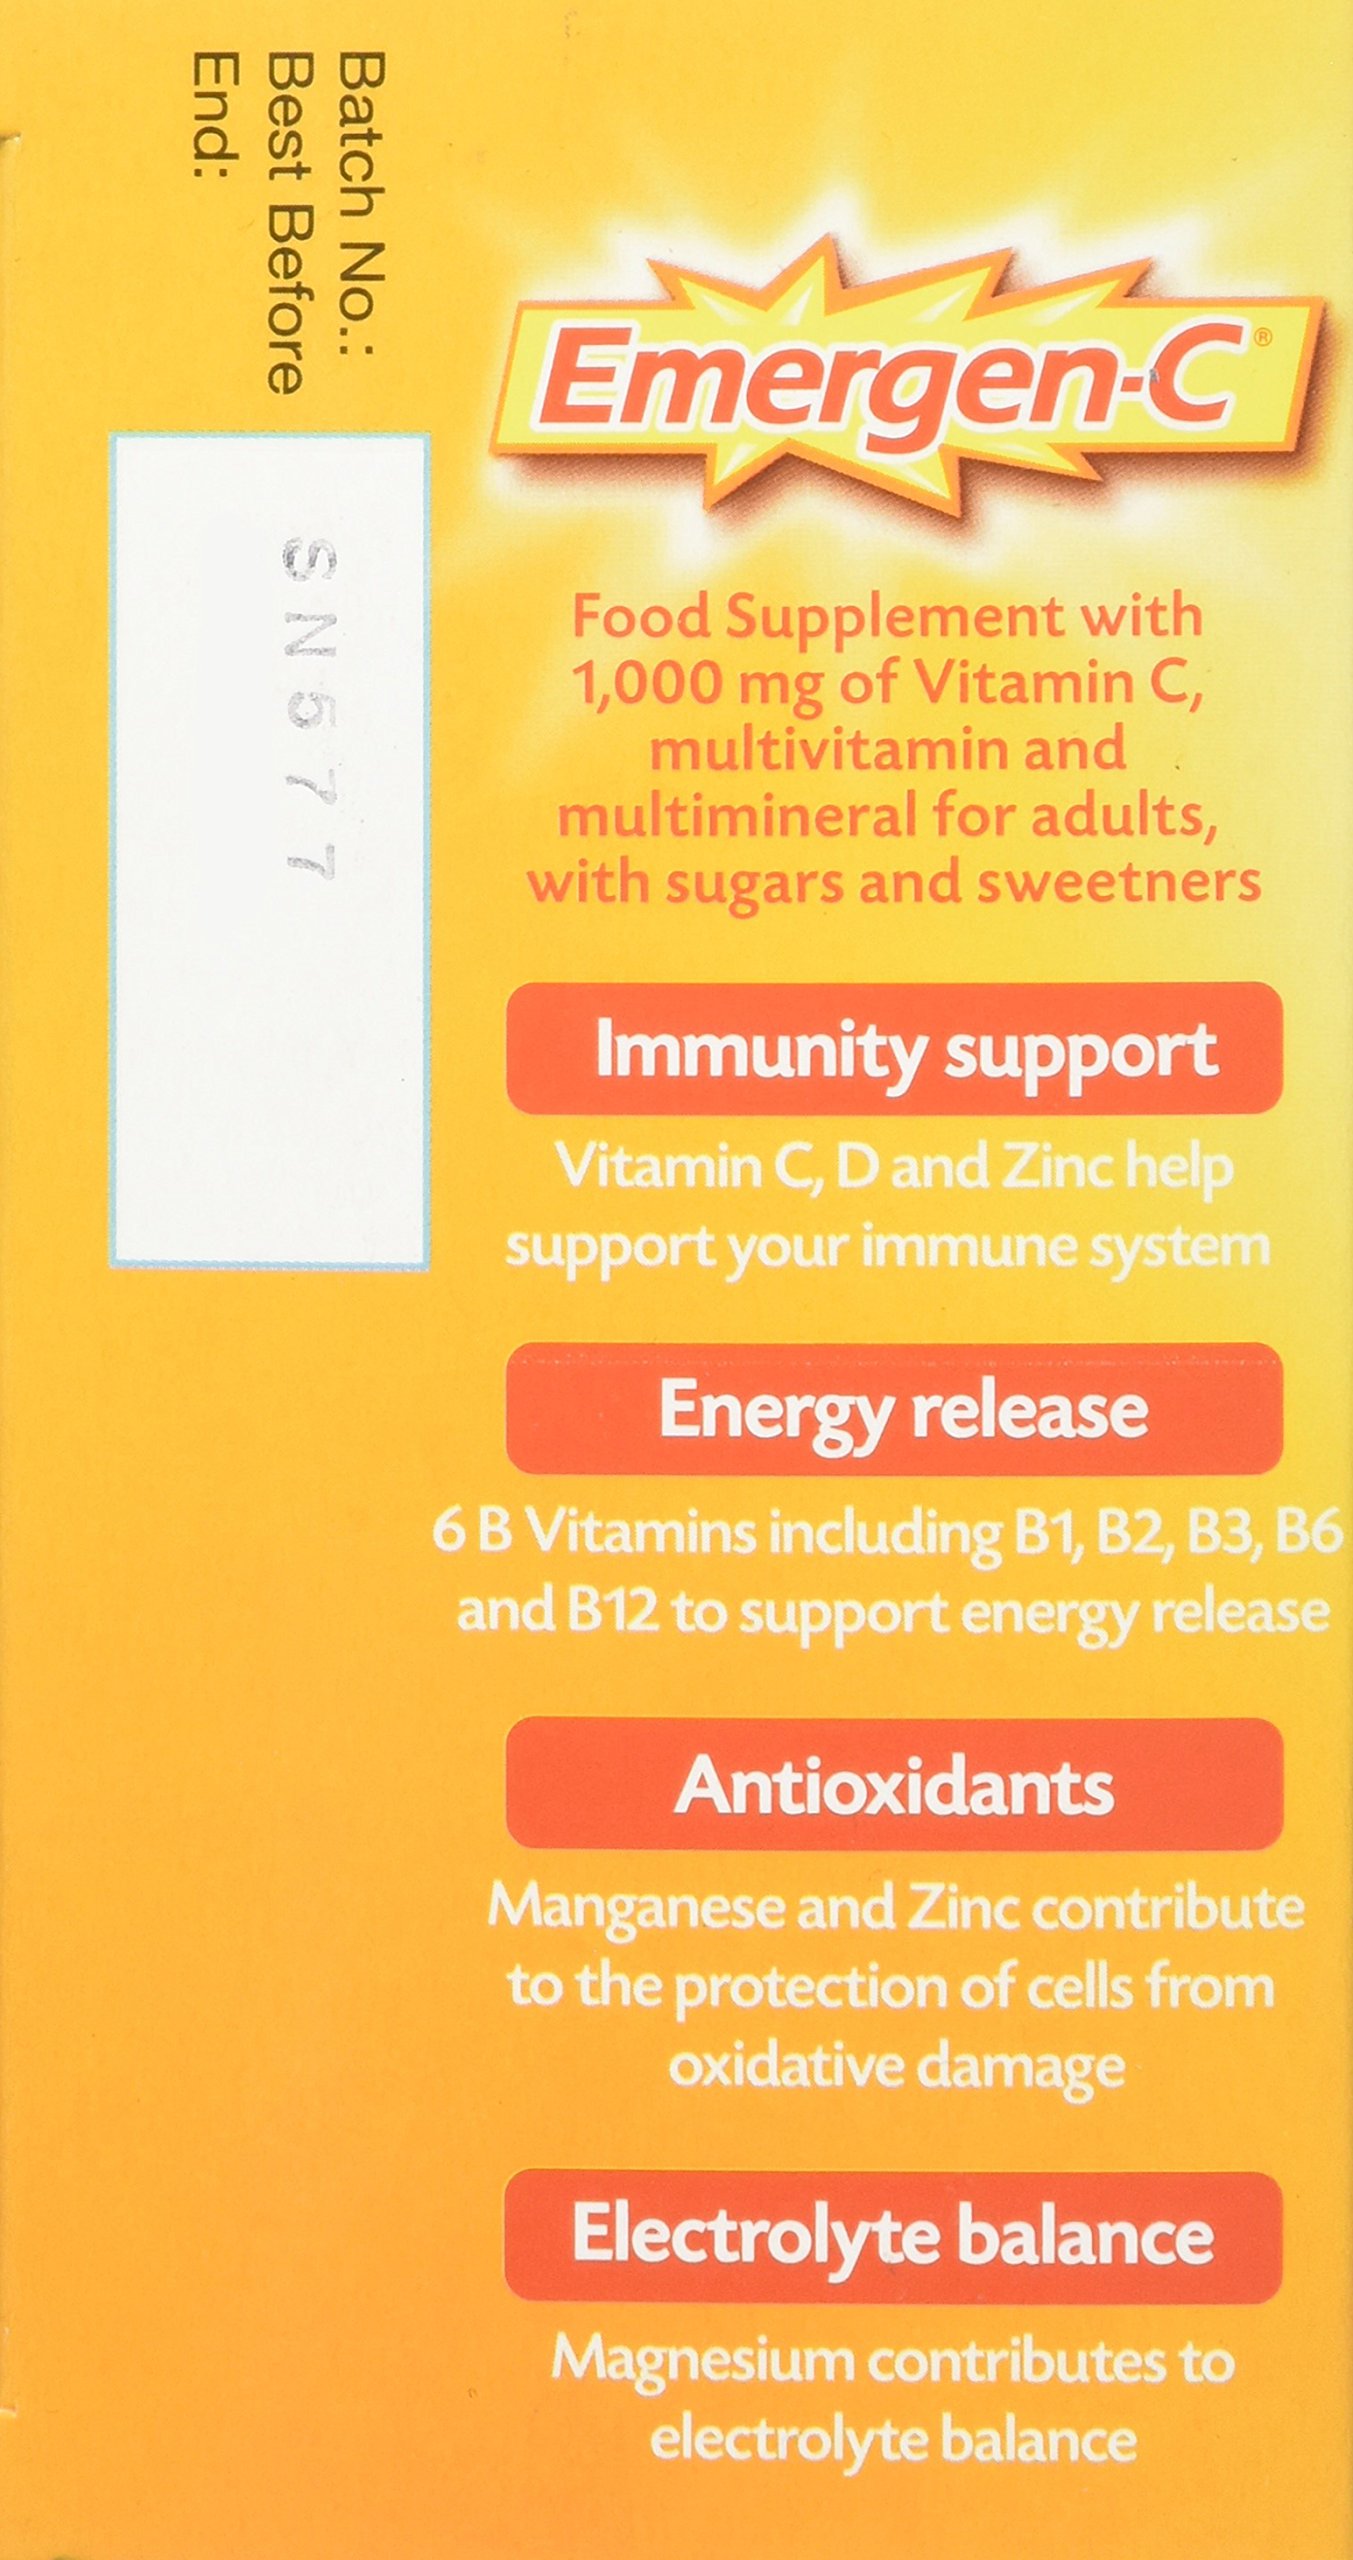 Batch No.:
Best Before
End:
SN577
Emergen-C®
Food Supplement with
1,000 mg of Vitamin C,
multivitamin and
multimineral for adults,
with sugars and sweetners
Immunity support
Vitamin C, D and Zinc help
support your immune system
Energy release
6 B Vitamins including B1, B2, B3, B6
and B12 to support energy release
Antioxidants
Manganese and Zinc contribute
to the protection of cells from
oxidative damage
Electrolyte balance
Magnesium contributes to
electrolyte balance